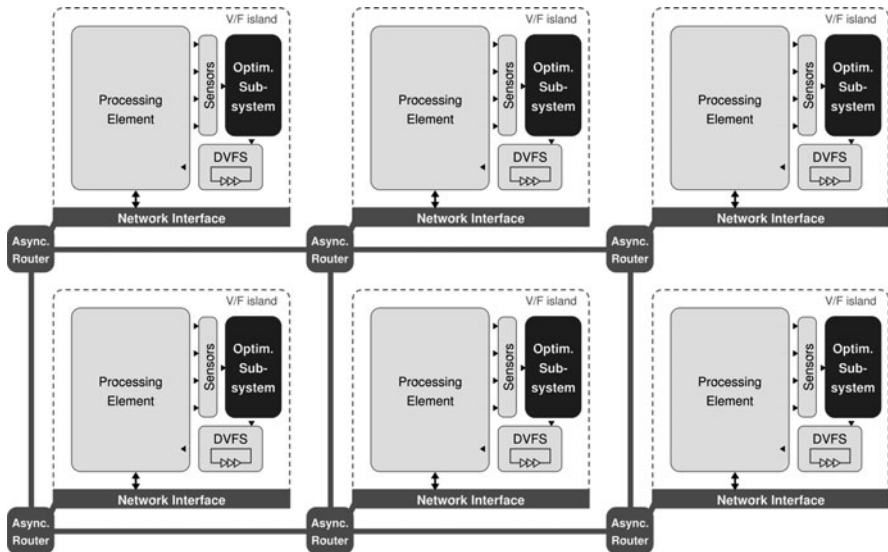 V/F island
Processing
Element
Sensors
Optim.
Sub-
system
DVFS
Network Interface
Async.
Router
V/F island
Processing
Element
Sensors
Optim.
Sub-
system
DVFS
Network Interface
Async.
Router
V/F island
Processing
Element
Sensors
Optim.
Sub-
system
DVFS
Network Interface
Async.
Router
V/F island
Processing
Element
Sensors
Optim.
Sub-
system
DVFS
Network Interface
Async.
Router
V/F island
Processing
Element
Sensors
Optim.
Sub-
system
DVFS
Network Interface
Async.
Router
V/F island
Processing
Element
Sensors
Optim.
Sub-
system
DVFS
Network Interface
Async.
Router